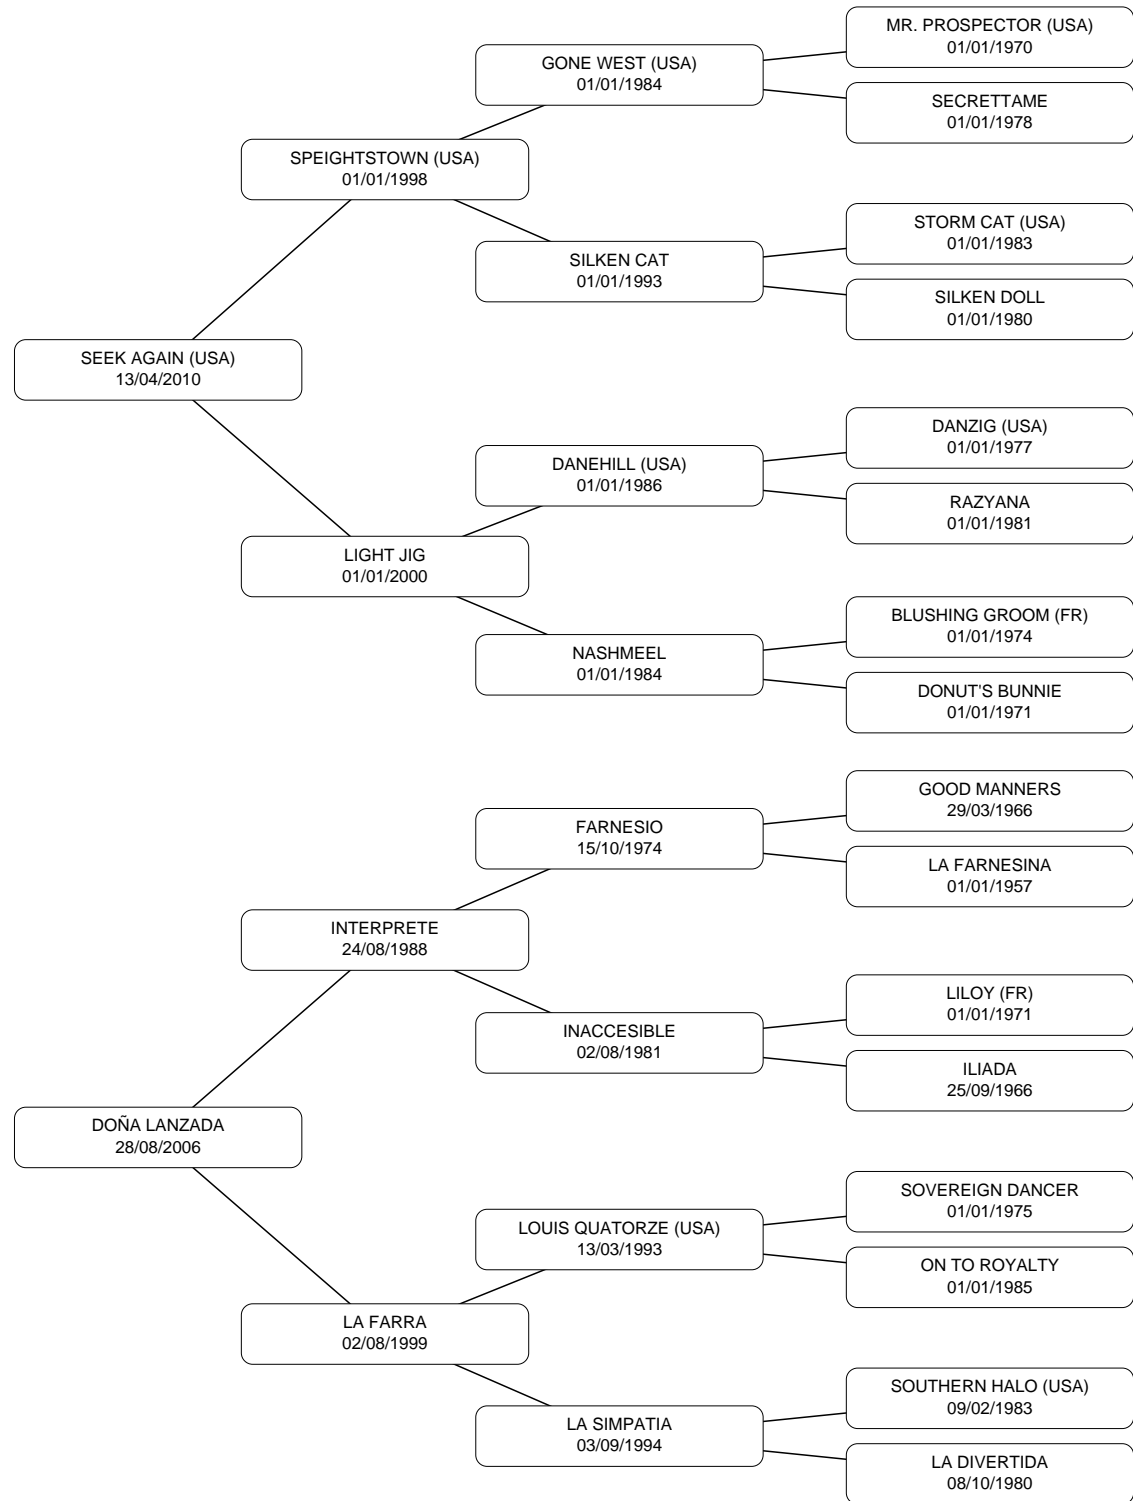 MR. PROSPECTOR (USA)
01/01/1970
GONE WEST (USA)
01/01/1984
SECRETTAME
01/01/1978
SPEIGHTSTOWN (USA)
01/01/1998
STORM CAT (USA)
01/01/1983
SILKEN CAT
01/01/1993
SILKEN DOLL
01/01/1980
SEEK AGAIN (USA)
13/04/2010
DANZIG (USA)
01/01/1977
DANEHILL (USA)
01/01/1986
RAZYANA
01/01/1981
LIGHT JIG
01/01/2000
BLUSHING GROOM (FR)
01/01/1974
NASHMEEL
01/01/1984
DONUT'S BUNNIE
01/01/1971
GOOD MANNERS
29/03/1966
FARNESIO
15/10/1974
LA FARNESINA
01/01/1957
INTERPRETE
24/08/1988
LILOY (FR)
01/01/1971
INACCESIBLE
02/08/1981
ILIADA
25/09/1966
DOÑA LANZADA
28/08/2006
SOVEREIGN DANCER
01/01/1975
LOUIS QUATORZE (USA)
13/03/1993
ON TO ROYALTY
01/01/1985
LA FARRA
02/08/1999
SOUTHERN HALO (USA)
09/02/1983
LA SIMPATIA
03/09/1994
LA DIVERTIDA
08/10/1980